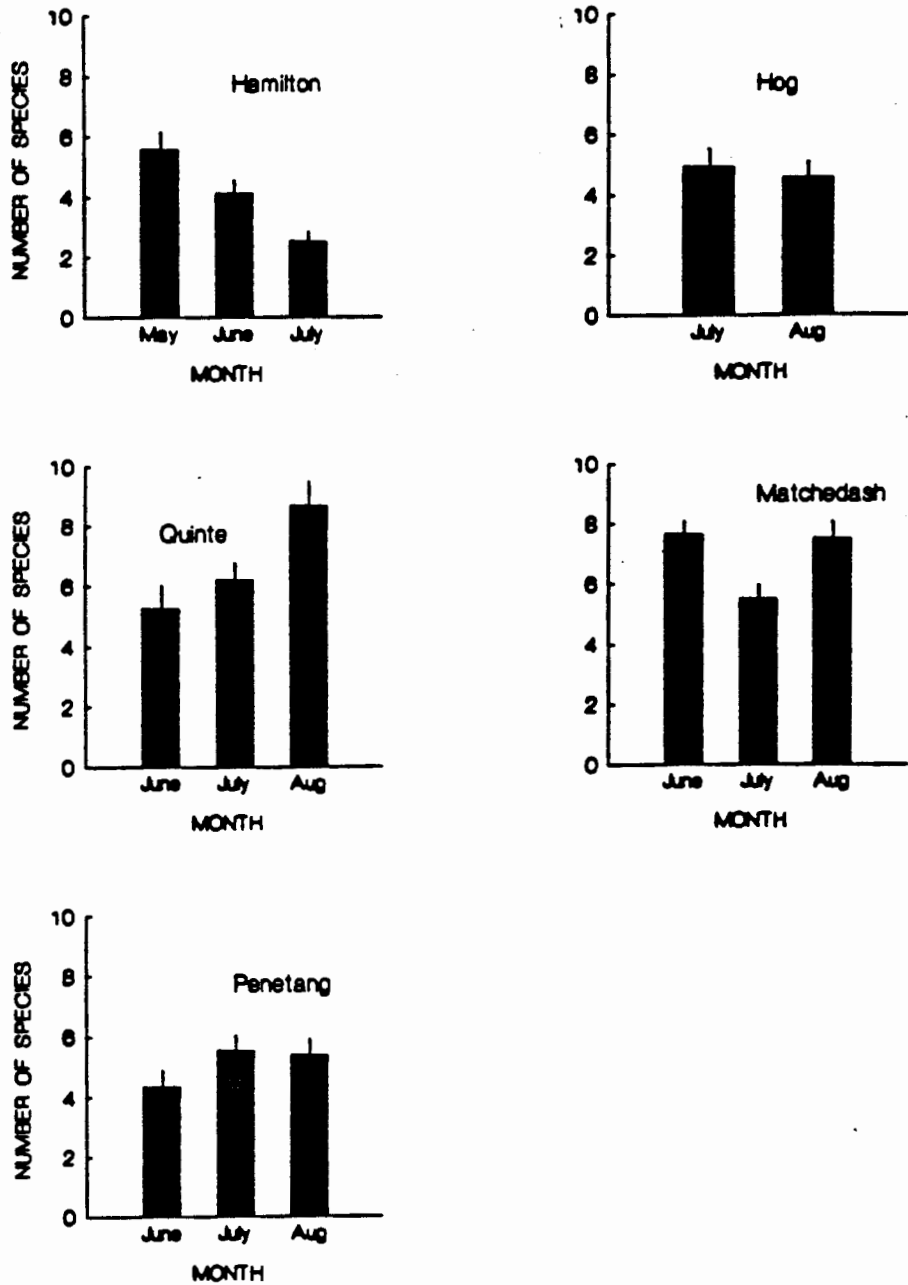 NUMBER OF SPECIES
10
8
6
4
2
0
Hamilton
May June July
MONTH
10
8
6
4
2
0
Hog
July Aug
MONTH
NUMBER OF SPECIES
10
8
6
4
2
0
Quinte
June July Aug
MONTH
10
8
6
4
2
0
Matchedash
June July Aug
MONTH
NUMBER OF SPECIES
10
8
6
4
2
0
Penetang
June July Aug
MONTH